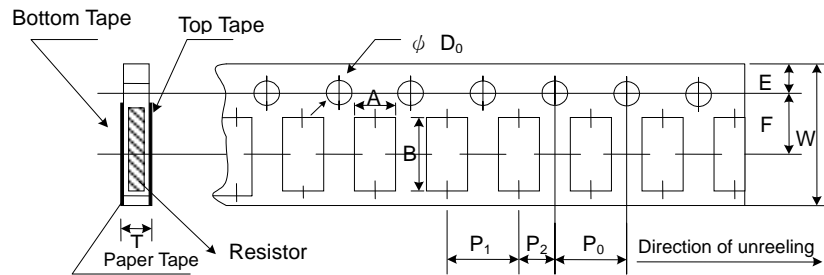 Bottom Tape
Top Tape
ψ D₀
E
A
F
W
B
T
P₁
P₂
P₀
Direction of unreeling
Paper Tape
Resistor